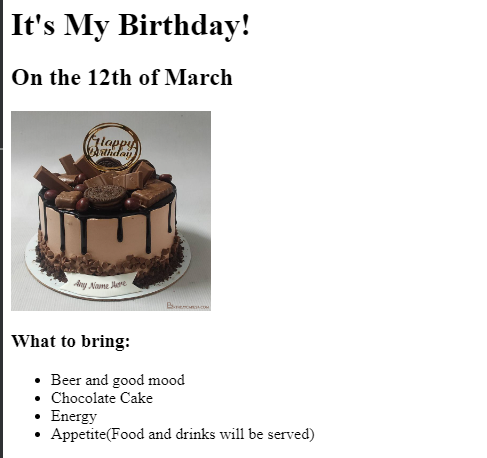 It's My Birthday!
On the 12th of March
Happy
Birthday
Any Name Here
What to bring:
Beer and good mood
Chocolate Cake
Energy
Appetite(Food and drinks will be served)